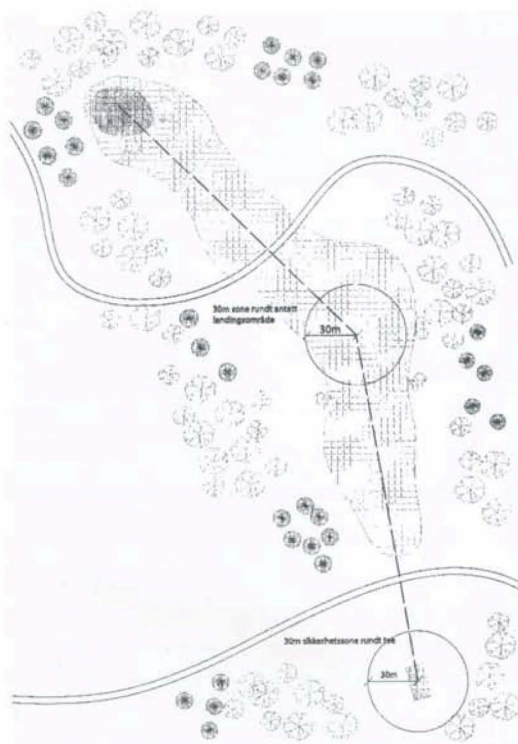 30m sone rundt antatt
landingsområde
30m
30m sikkerhetssone rundt tee
30m